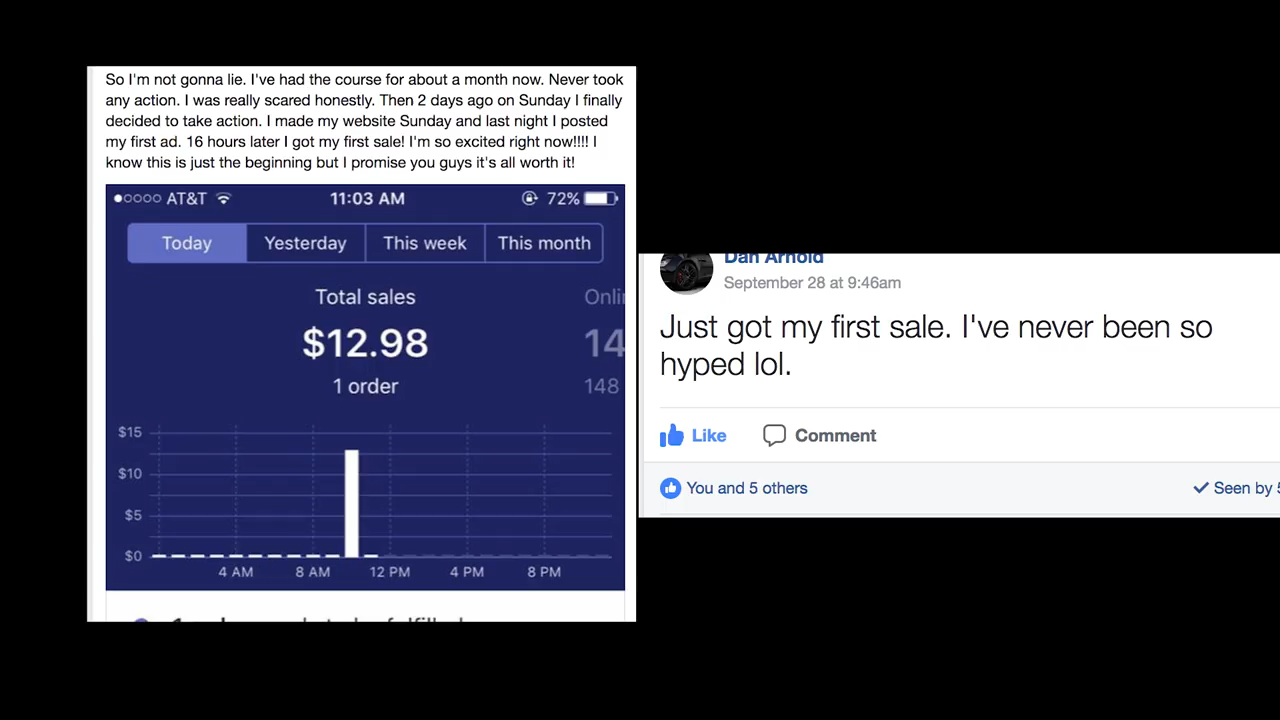 So I'm not gonna lie. I've had the course for about a month now. Never took
any action. I was really scared honestly. Then 2 days ago on Sunday I finally
decided to take action. I made my website Sunday and last night I posted
my first ad. 16 hours later I got my first sale! I'm so excited right now!!!! I
know this is just the beginning but I promise you guys it's all worth it!
AT&T 11:03 AM 72%
Today Yesterday This week This month
Total sales
$12.98
1 order
14
148
$15
$10
$5
$0
4 AM 8 AM 12 PM 4 PM 8 PM
Dan Arnold
September 28 at 9:46am
Just got my first sale. I've never been so
hyped lol.
Like Comment
You and 5 others
Seen by